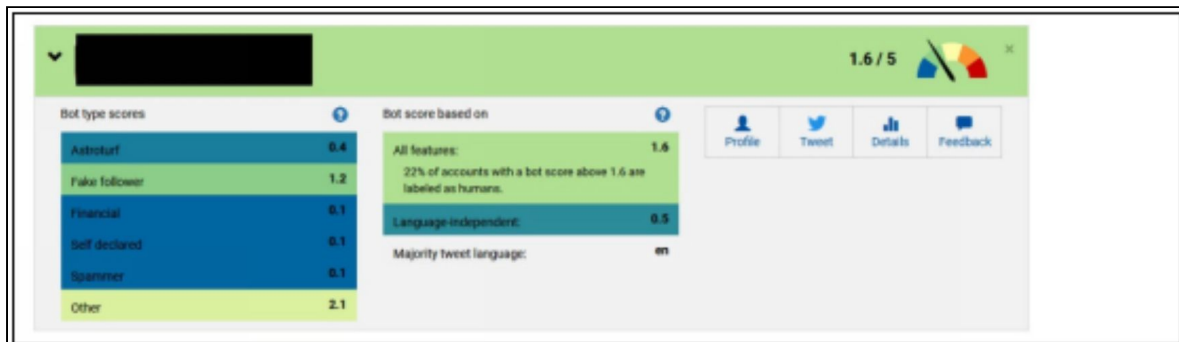 1.6 / 5
Bot type scores
Astroturf 0.4
Fake follower 1.2
Financial 0.1
Self declared 0.1
Spammer 0.1
Other 2.1
Bot score based on
All features: 1.6
22% of accounts with a bot score above 1.6 are
labeled as humans.
Language-independent: 0.5
Majority tweet language: en
Profile Tweet Details Feedback